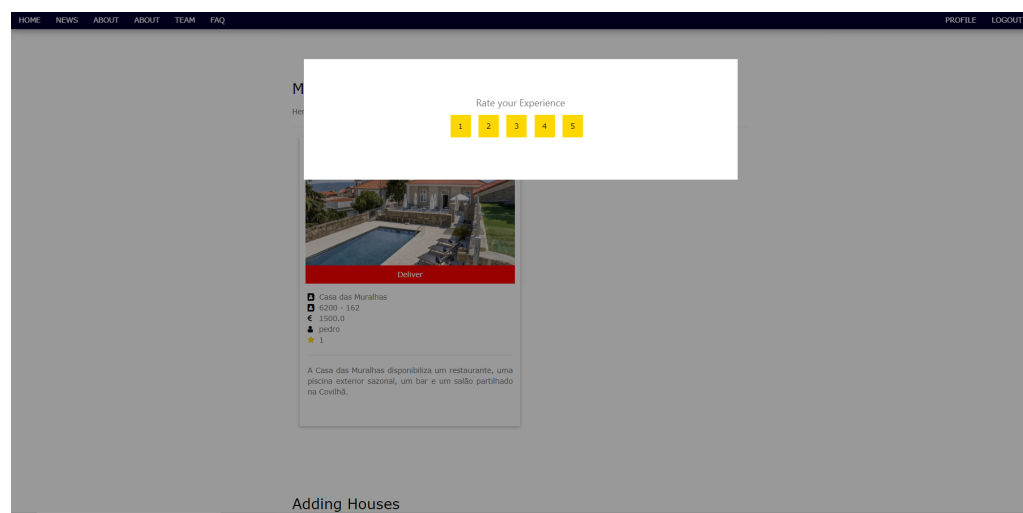 HOME NEWS ABOUT ABOUT TEAM FAQ PROFILE LOGOUT
Rate your Experience
1 2 3 4 5
Deliver
Casa das Muralhas
6200 - 162
€ 1500.0
pedro
1
A Casa das Muralhas disponibiliza um restaurante, uma
piscina exterior sazonal, um bar e um salão partilhado
na Covilhã.
Adding Houses